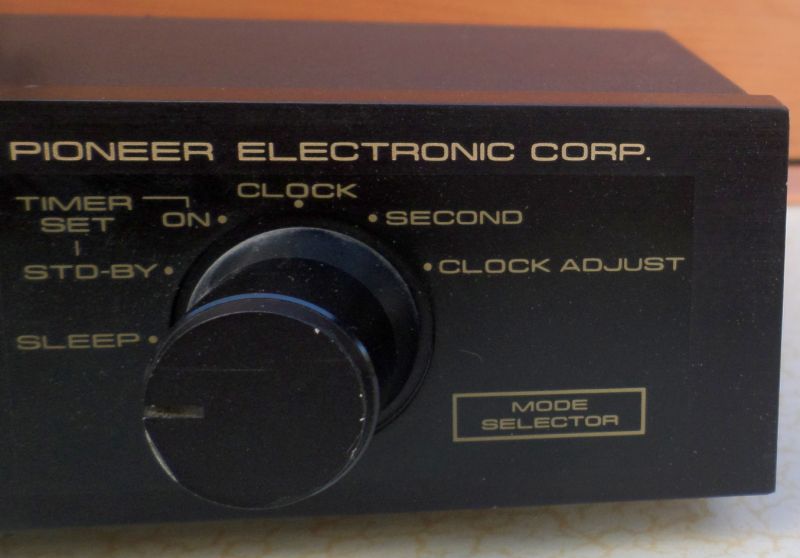 PIONEER ELECTRONIC CORP.
CLOCK
TIMER
SET
ON
SECOND
STD-BY
CLOCK ADJUST
SLEEP
MODE
SELECTOR